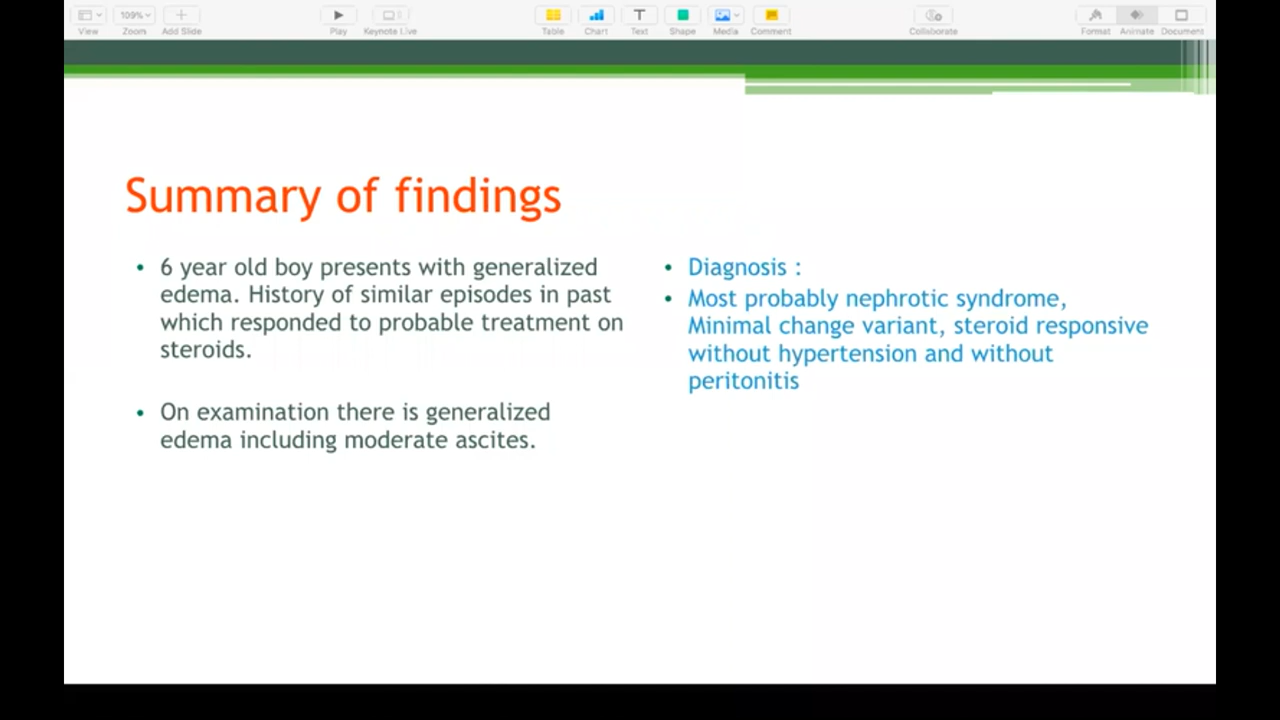 View
109%
Zoom
Add Slide
Play
Keynote Live
Table
Chart
T
Text
Shape
Media
Comment
Collaborate
Format
Animate
Document
Summary of findings
• 6 year old boy presents with generalized
edema. History of similar episodes in past
which responded to probable treatment on
steroids.
• On examination there is generalized
edema including moderate ascites.
• Diagnosis :
• Most probably nephrotic syndrome,
Minimal change variant, steroid responsive
without hypertension and without
peritonitis